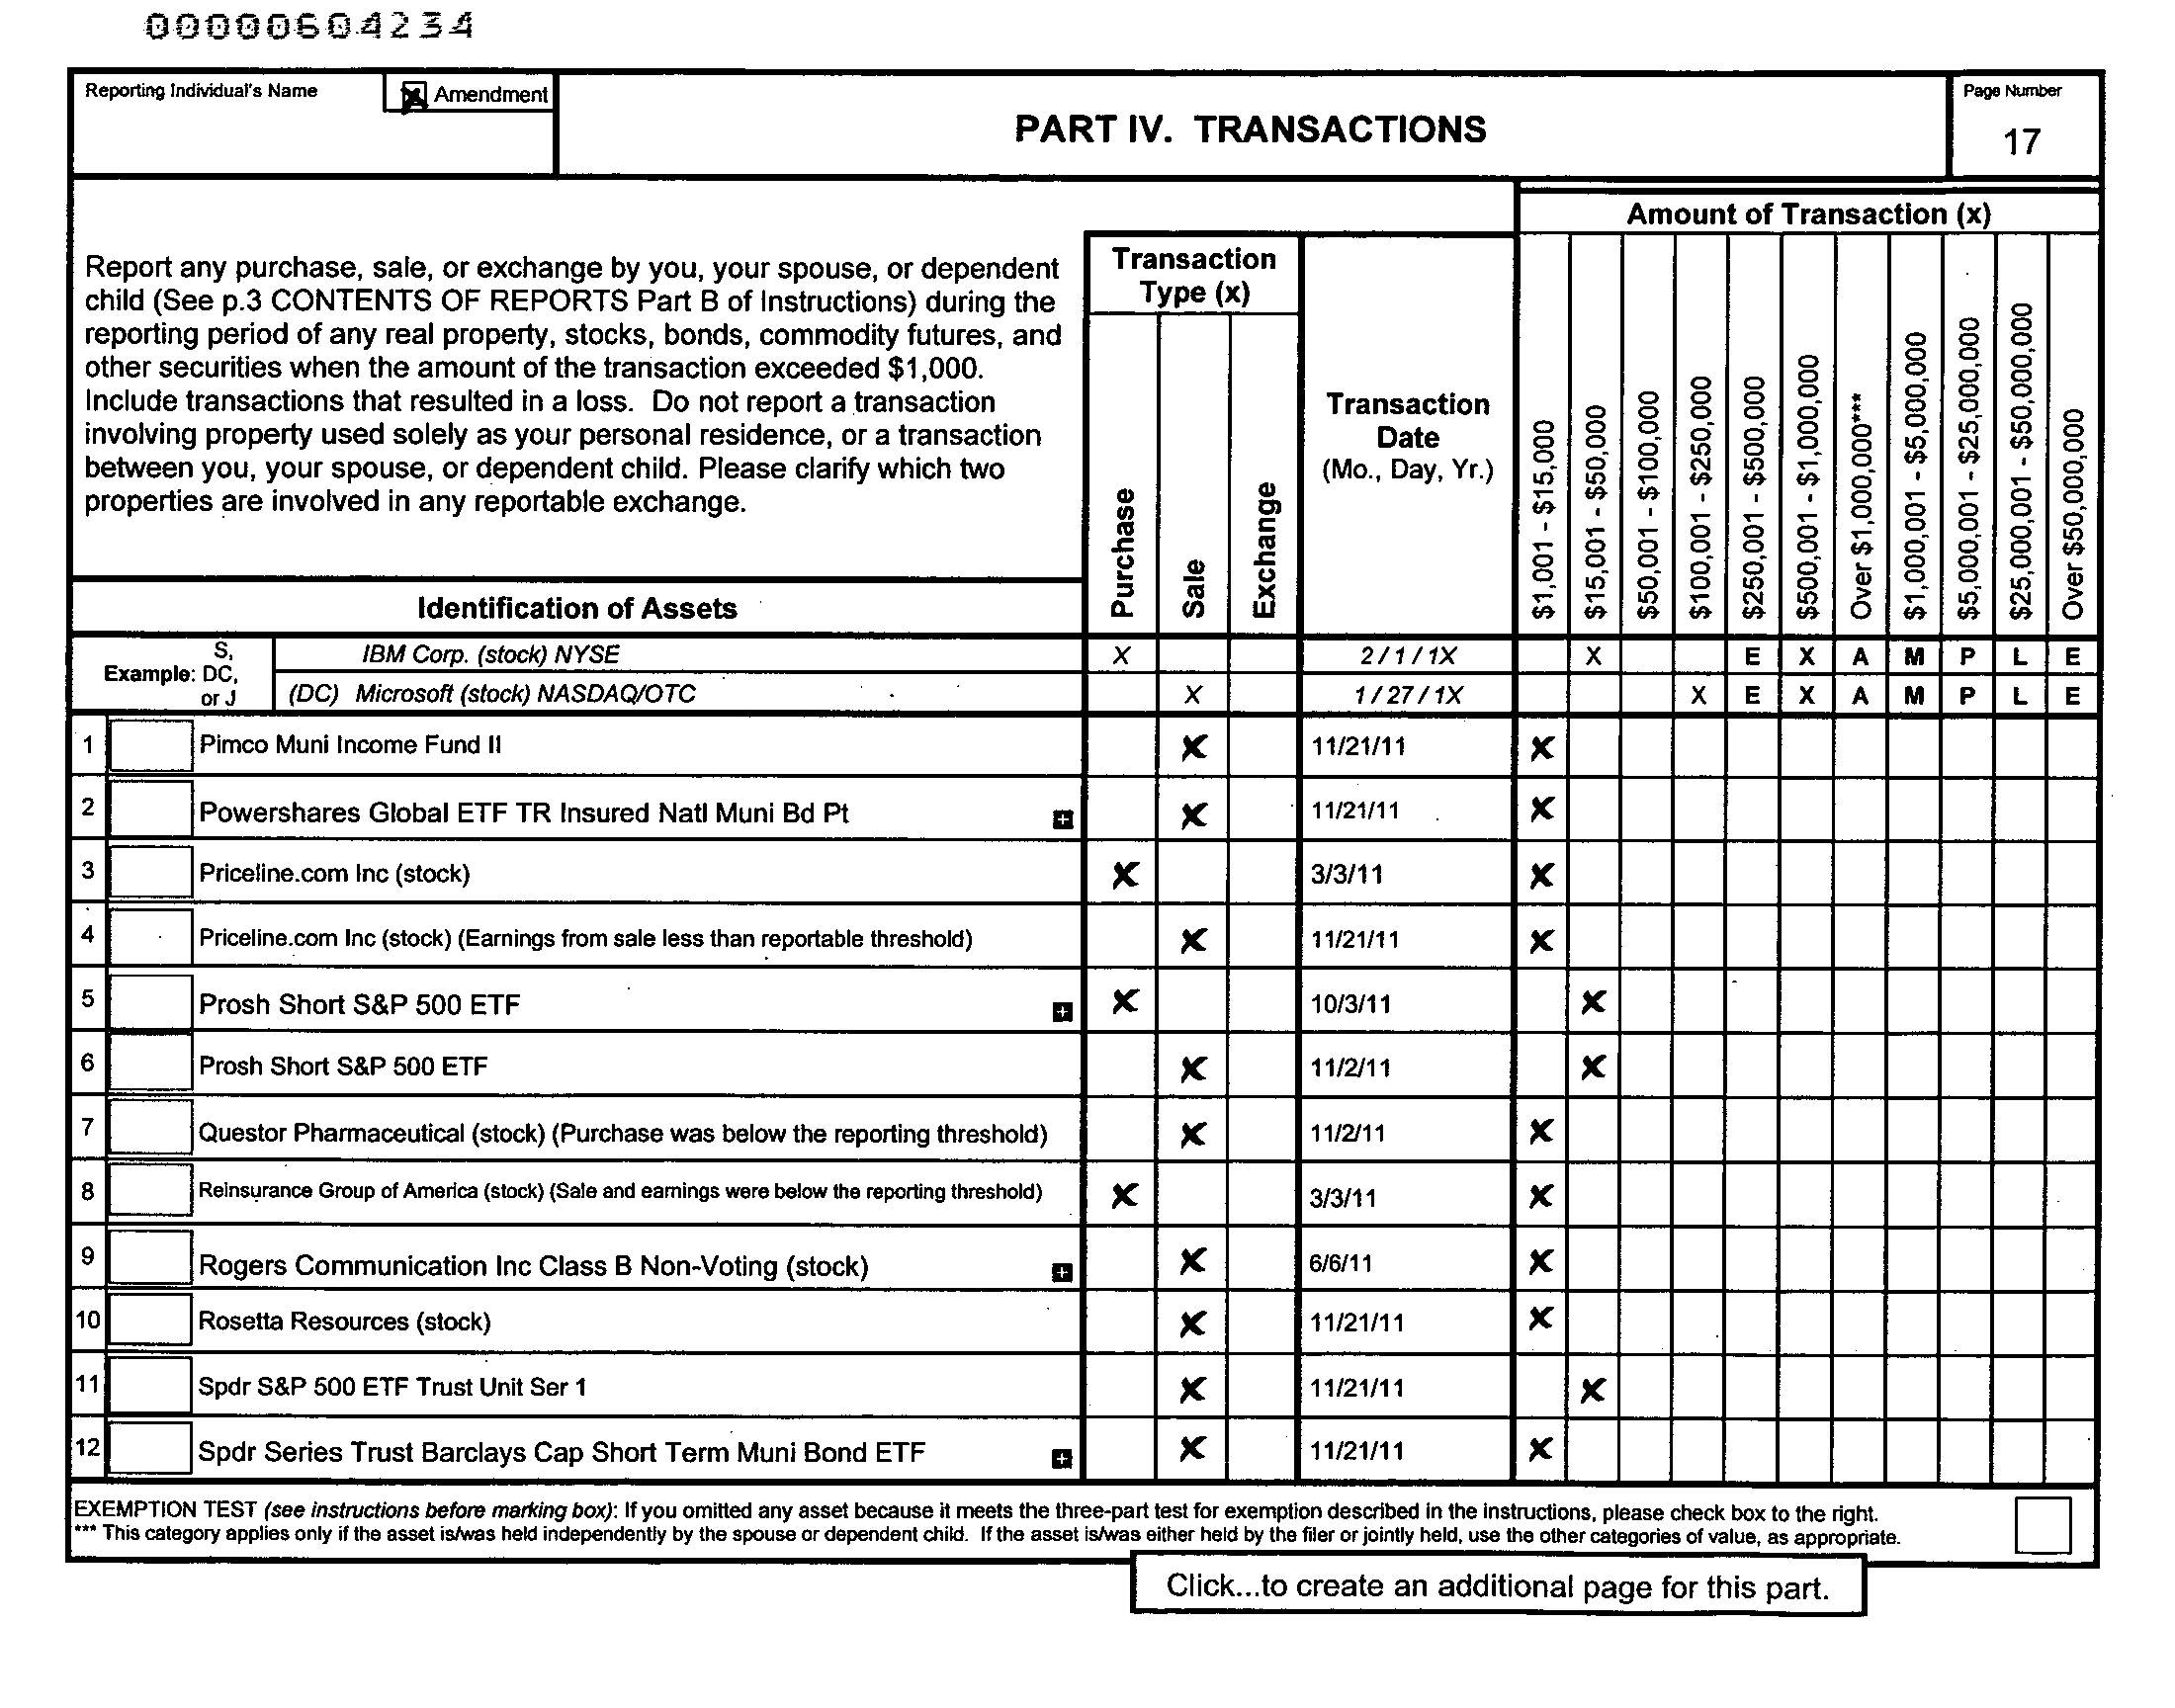 00000604234
Reporting Individual's Name
X Amendment
PART IV. TRANSACTIONS
Page Number
17
Amount of Transaction (x)
Report any purchase, sale, or exchange by you, your spouse, or dependent
child (See p.3 CONTENTS OF REPORTS Part B of Instructions) during the
reporting period of any real property, stocks, bonds, commodity futures, and
other securities when the amount of the transaction exceeded $1,000.
Include transactions that resulted in a loss. Do not report a transaction
involving property used solely as your personal residence, or a transaction
between you, your spouse, or dependent child. Please clarify which two
properties are involved in any reportable exchange.
Transaction
Type (x)
Purchase
Sale
Exchange
Transaction
Date
(Mo., Day, Yr.)
$1,001 - $15,000
$15,001 - $50,000
$50,001 - $100,000
$100,001 - $250,000
$250,001 - $500,000
$500,001 - $1,000,000
Over $1,000,000***
$1,000,001 - $5,000,000
$5,000,001 - $25,000,000
$25,000,001 - $50,000,000
Over $50,000,000
Identification of Assets
Example: S, DC, or J
IBM Corp. (stock) NYSE X 2 / 1 / 1X X E X A M P L E
(DC) Microsoft (stock) NASDAQ/OTC X 1 / 27 / 1X X E X A M P L E
1 Pimco Muni Income Fund II X 11/21/11 X
2 Powershares Global ETF TR Insured Natl Muni Bd Pt + X 11/21/11 X
3 Priceline.com Inc (stock) X 3/3/11 X
4 Priceline.com Inc (stock) (Earnings from sale less than reportable threshold) X 11/21/11 X
5 Prosh Short S&P 500 ETF + X 10/3/11 X
6 Prosh Short S&P 500 ETF X 11/2/11 X
7 Questor Pharmaceutical (stock) (Purchase was below the reporting threshold) X 11/2/11 X
8 Reinsurance Group of America (stock) (Sale and earnings were below the reporting threshold) X 3/3/11 X
9 Rogers Communication Inc Class B Non-Voting (stock) + X 6/6/11 X
10 Rosetta Resources (stock) X 11/21/11 X
11 Spdr S&P 500 ETF Trust Unit Ser 1 X 11/21/11 X
12 Spdr Series Trust Barclays Cap Short Term Muni Bond ETF + X 11/21/11 X
EXEMPTION TEST (see instructions before marking box): If you omitted any asset because it meets the three-part test for exemption described in the instructions, please check box to the right.
*** This category applies only if the asset is/was held independently by the spouse or dependent child. If the asset is/was either held by the filer or jointly held, use the other categories of value, as appropriate.
Click...to create an additional page for this part.